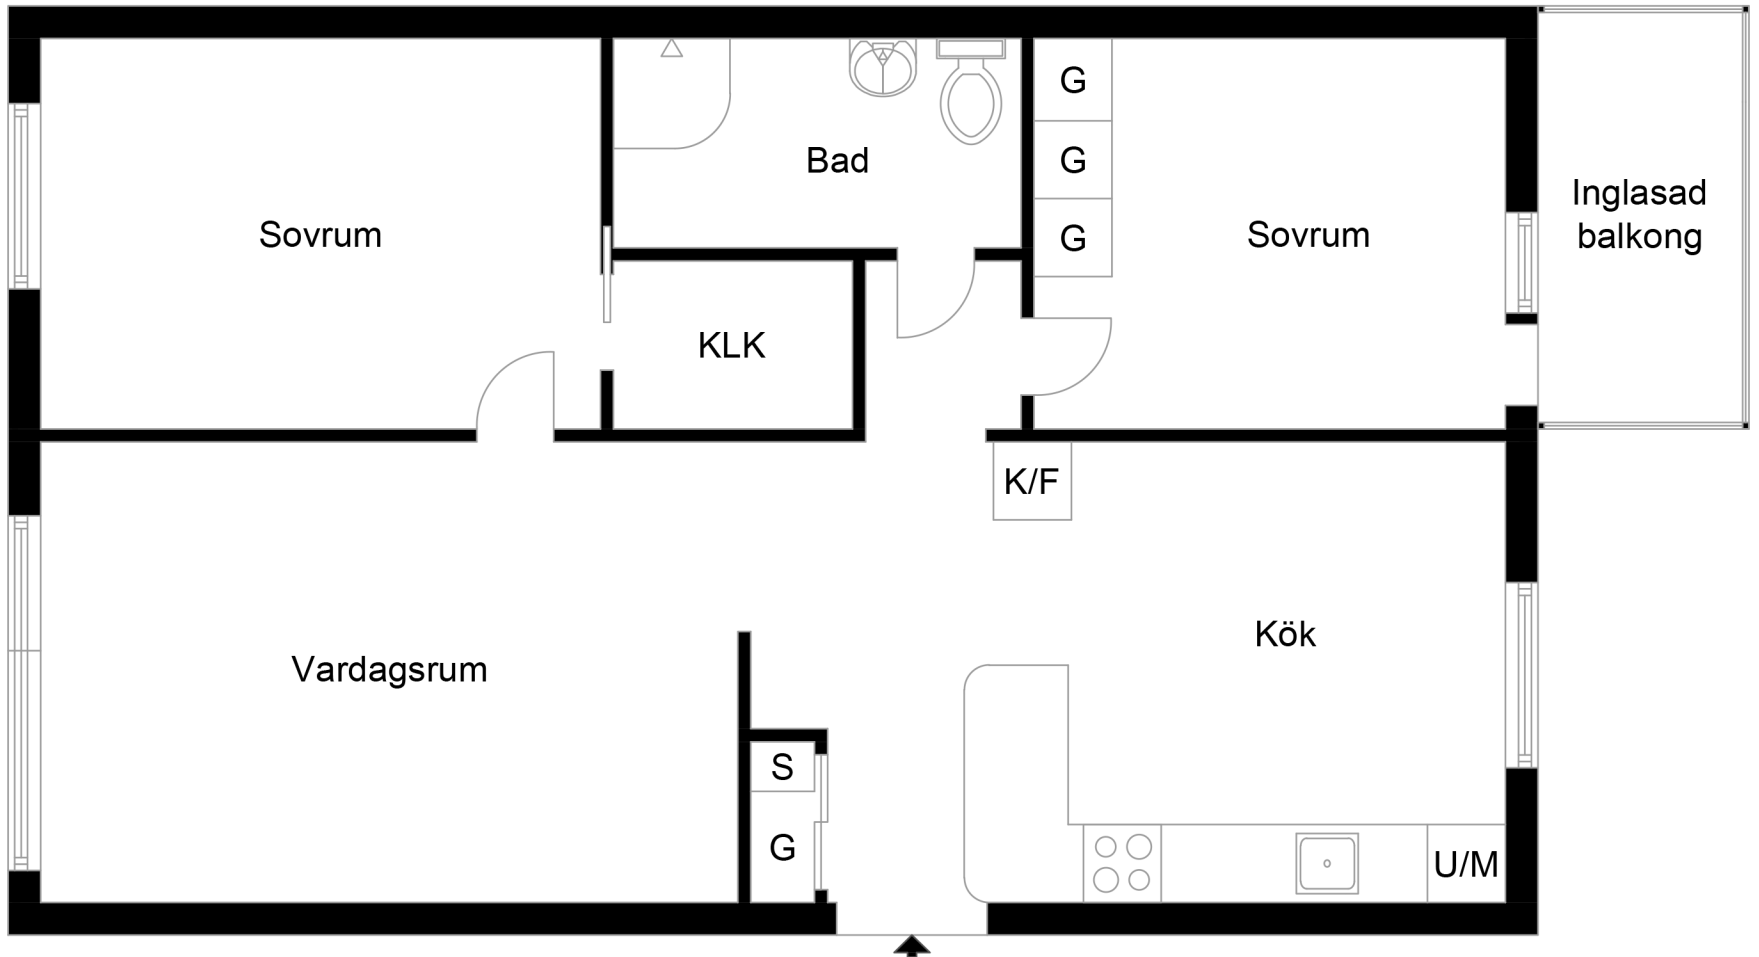 G
Bad
G
Inglasad
balkong
Sovrum
G
Sovrum
KLK
K/F
Kök
Vardagsrum
S
G
U/M